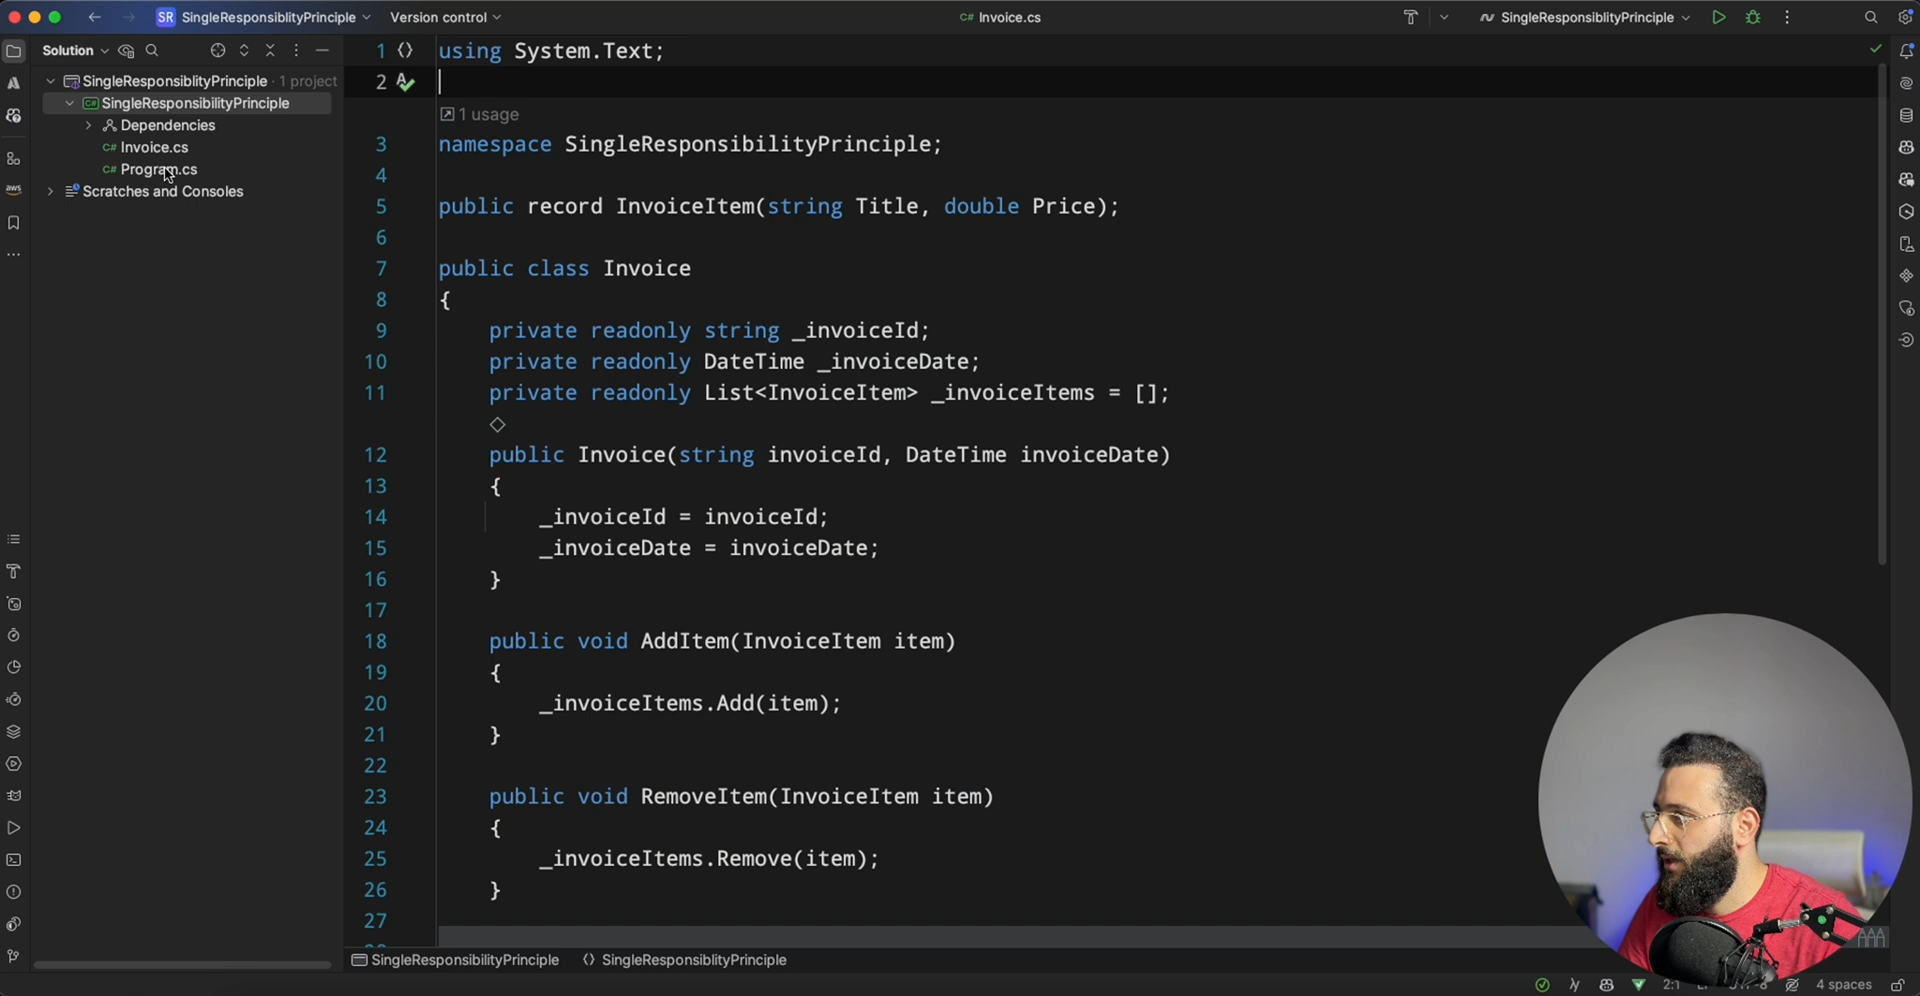 SR SingleResponsiblityPrinciple Version control C# Invoice.cs SingleResponsiblityPrinciple
Solution
SingleResponsiblityPrinciple · 1 project
C# SingleResponsibilityPrinciple
Dependencies
C# Invoice.cs
C# Program.cs
Scratches and Consoles
aws
1 using System.Text;
2
1 usage
3 namespace SingleResponsibilityPrinciple;
4
5 public record InvoiceItem(string Title, double Price);
6
7 public class Invoice
8 {
9 private readonly string _invoiceId;
10 private readonly DateTime _invoiceDate;
11 private readonly List<InvoiceItem> _invoiceItems = [];
12 public Invoice(string invoiceId, DateTime invoiceDate)
13 {
14 _invoiceId = invoiceId;
15 _invoiceDate = invoiceDate;
16 }
17
18 public void AddItem(InvoiceItem item)
19 {
20 _invoiceItems.Add(item);
21 }
22
23 public void RemoveItem(InvoiceItem item)
24 {
25 _invoiceItems.Remove(item);
26 }
27
SingleResponsibilityPrinciple SingleResponsiblityPrinciple
2:1 4 spaces